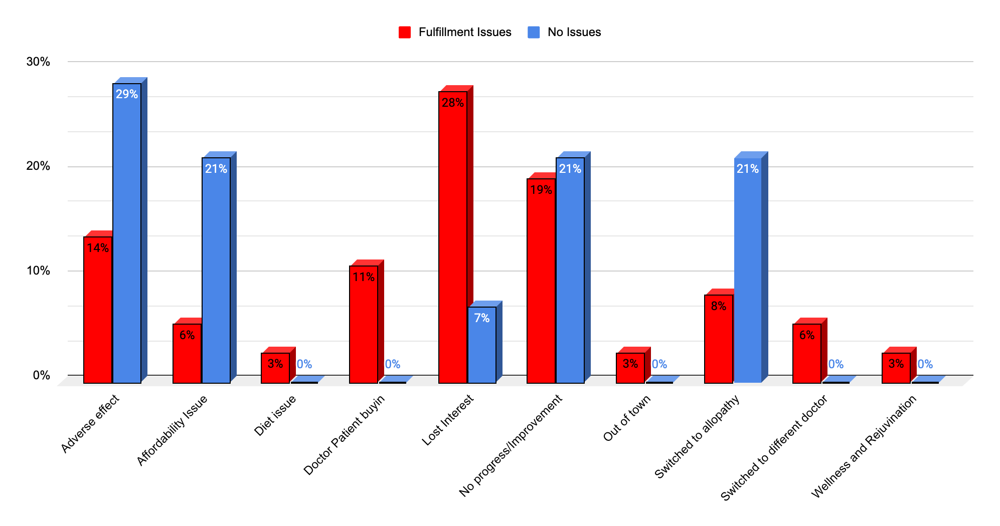 Fulfillment Issues No Issues
30%
20%
10%
0%
14% 29%
6% 21%
3% 0%
11% 0%
28% 7%
19% 21%
3% 0%
8% 21%
6% 0%
3% 0%
Adverse effect
Affordability Issue
Diet issue
Doctor Patient buyin
Lost Interest
No progress/Improvement
Out of town
Switched to allopathy
Switched to different doctor
Wellness and Rejuvination